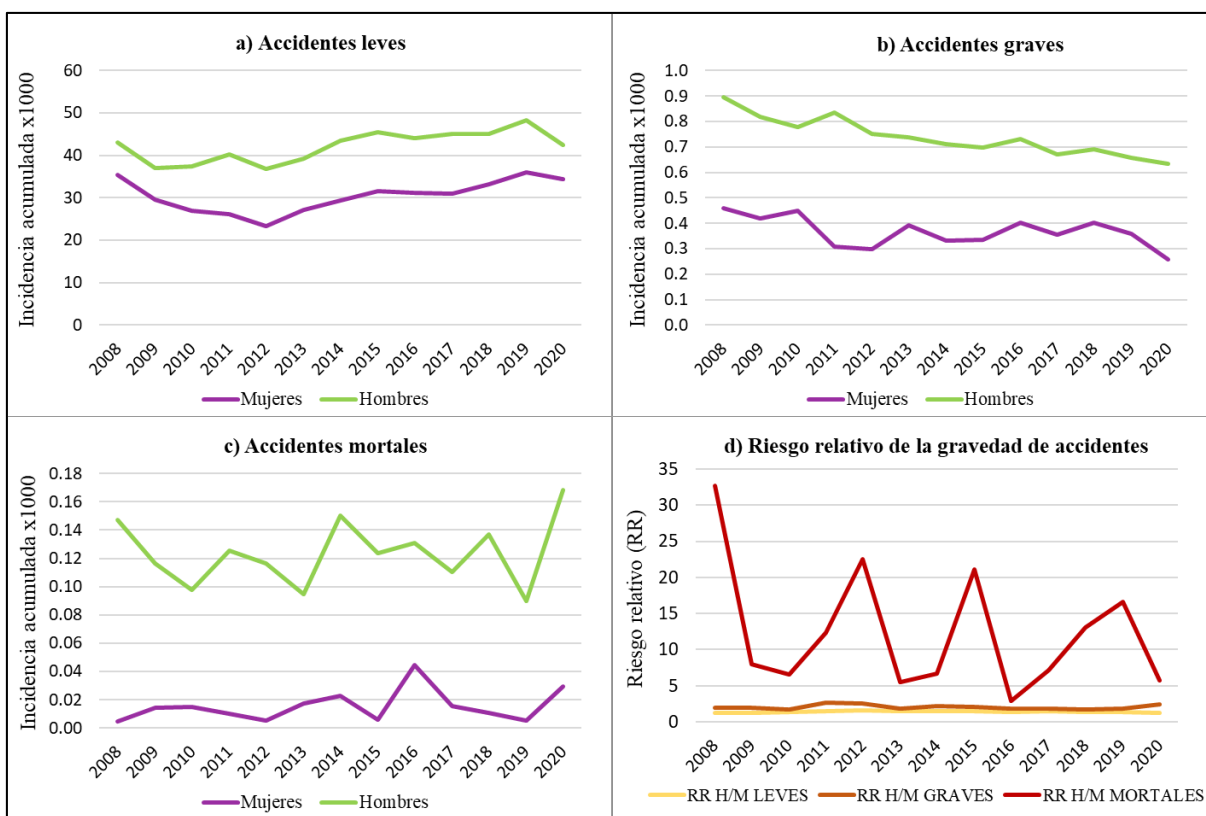 a) Accidentes leves
Incidencia acumulada x1000
60
50
40
30
20
10
0
2008 2009 2010 2011 2012 2013 2014 2015 2016 2017 2018 2019 2020
Mujeres Hombres
b) Accidentes graves
Incidencia acumulada x1000
1.0
0.9
0.8
0.7
0.6
0.5
0.4
0.3
0.2
0.1
0.0
2008 2009 2010 2011 2012 2013 2014 2015 2016 2017 2018 2019 2020
Mujeres Hombres
c) Accidentes mortales
Incidencia acumulada x1000
0.18
0.16
0.14
0.12
0.10
0.08
0.06
0.04
0.02
0.00
2008 2009 2010 2011 2012 2013 2014 2015 2016 2017 2018 2019 2020
Mujeres Hombres
d) Riesgo relativo de la gravedad de accidentes
Riesgo relativo (RR)
35
30
25
20
15
10
5
0
2008 2009 2010 2011 2012 2013 2014 2015 2016 2017 2018 2019 2020
RR H/M LEVES RR H/M GRAVES RR H/M MORTALES